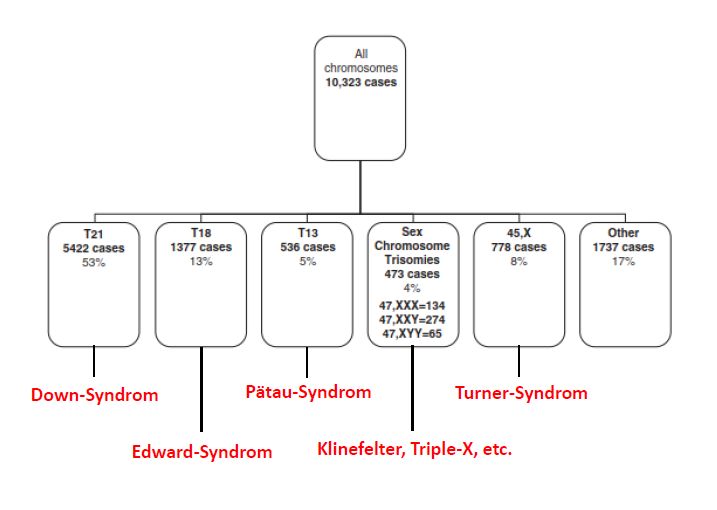 All
chromosomes
10,323 cases
T21
5422 cases
53%
T18
1377 cases
13%
T13
536 cases
5%
Sex
Chromosome
Trisomies
473 cases
4%
47,XXX=134
47,XXY=274
47,XYY=65
45,X
778 cases
8%
Other
1737 cases
17%
Down-Syndrom
Edward-Syndrom
Pätau-Syndrom
Klinefelter, Triple-X, etc.
Turner-Syndrom